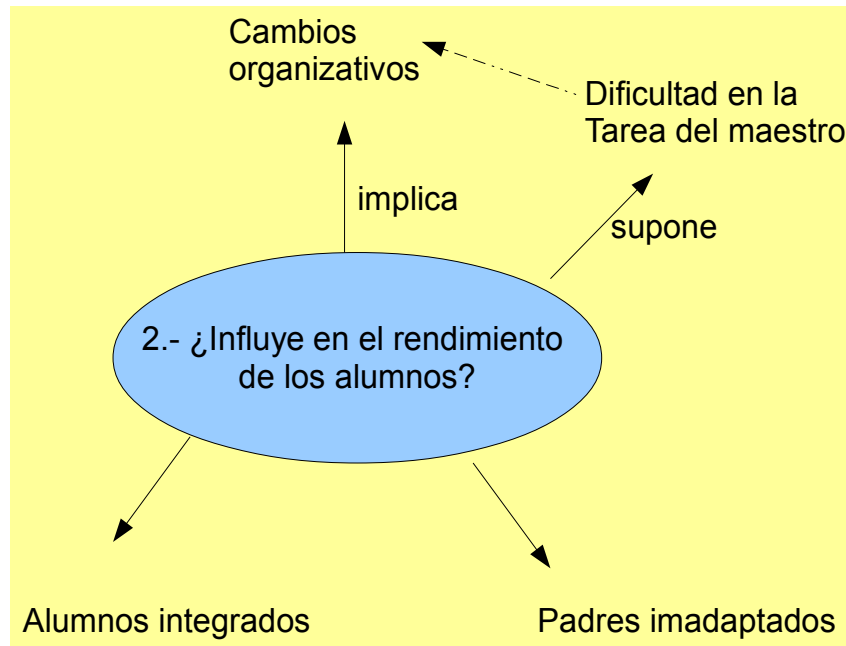 Cambios
organizativos
Dificultad en la
Tarea del maestro
implica
supone
2.- ¿Influye en el rendimiento
de los alumnos?
Alumnos integrados
Padres imadaptados